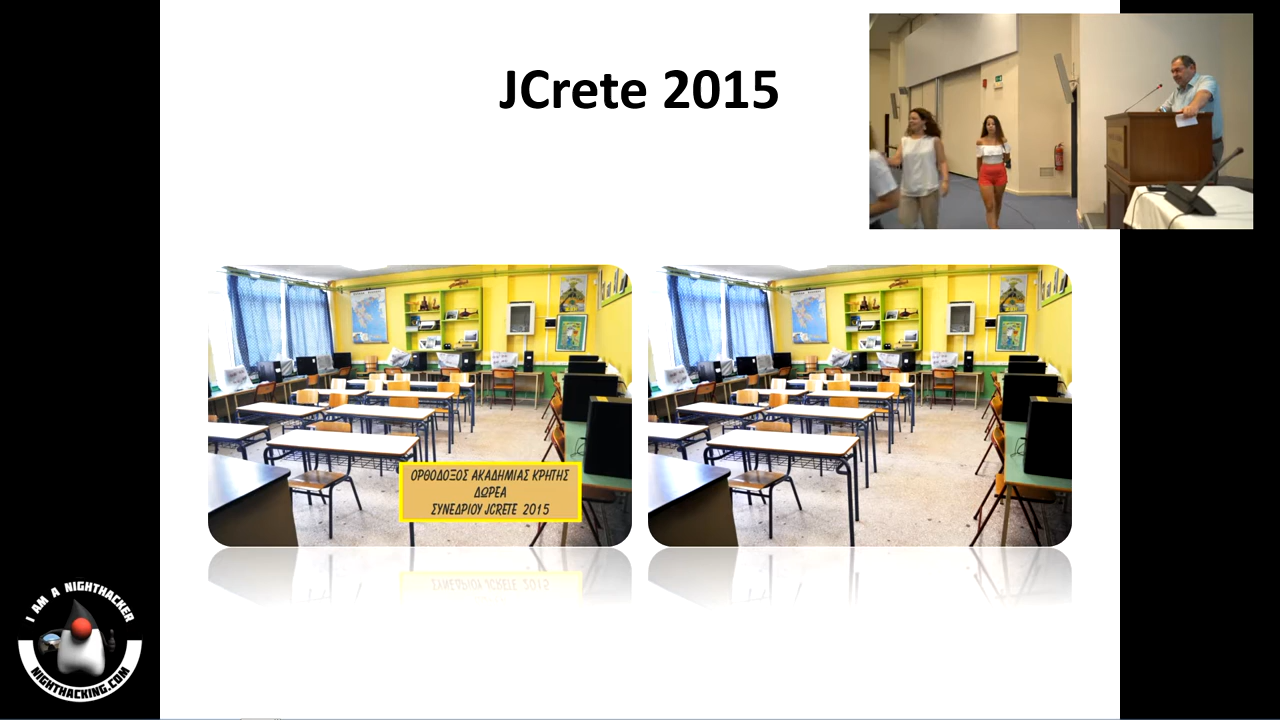 JCrete 2015
ΟΡΘΟΔΟΞΟΣ ΑΚΑΔΗΜΙΑΣ ΚΡΗΤΗΣ
ΔΩΡΕΑ
ΣΥΝΕΔΡΙΟΥ JCRETE 2015
I AM A NIGHTHACKER
NIGHTHACKING.COM